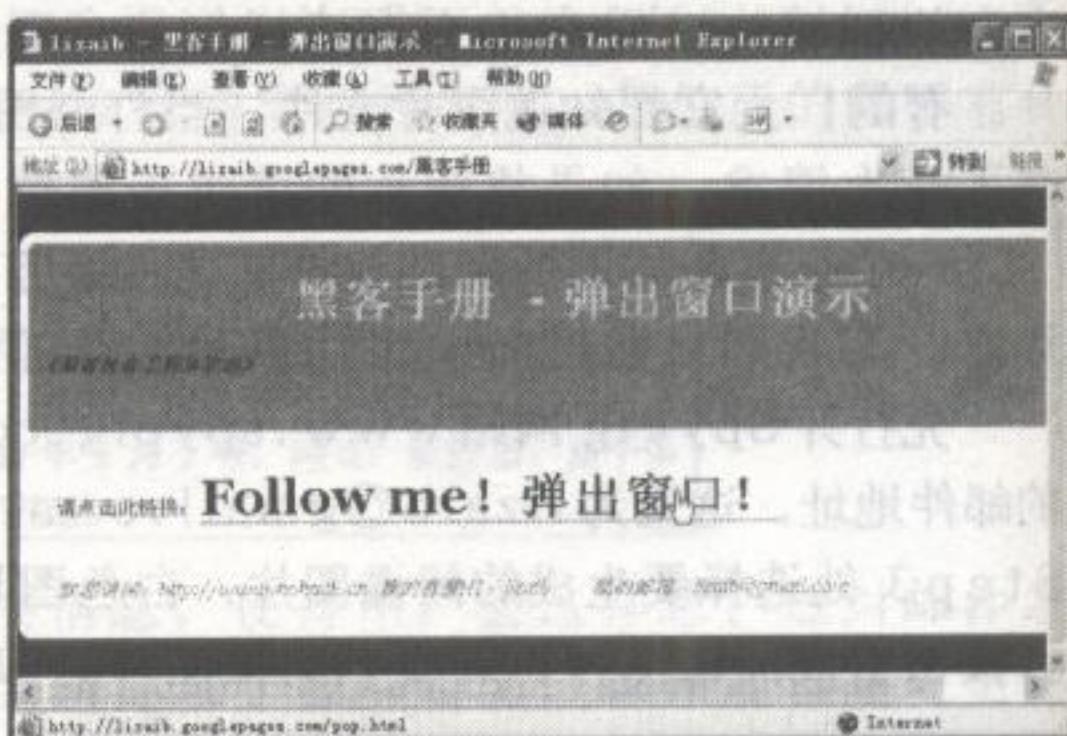 lizaib - 黑客手册 - 弹出窗口演示 - Microsoft Internet Explorer
文件(F) 编辑(E) 查看(V) 收藏(A) 工具(T) 帮助(H)
后退 搜索 收藏夹 媒体
地址(D) http://lizaib.googlepages.com/黑客手册 转到 链接 »
黑客手册 - 弹出窗口演示
请点击此链接: Follow me! 弹出窗口!
http://lizaib.googlepages.com/pop.html Internet